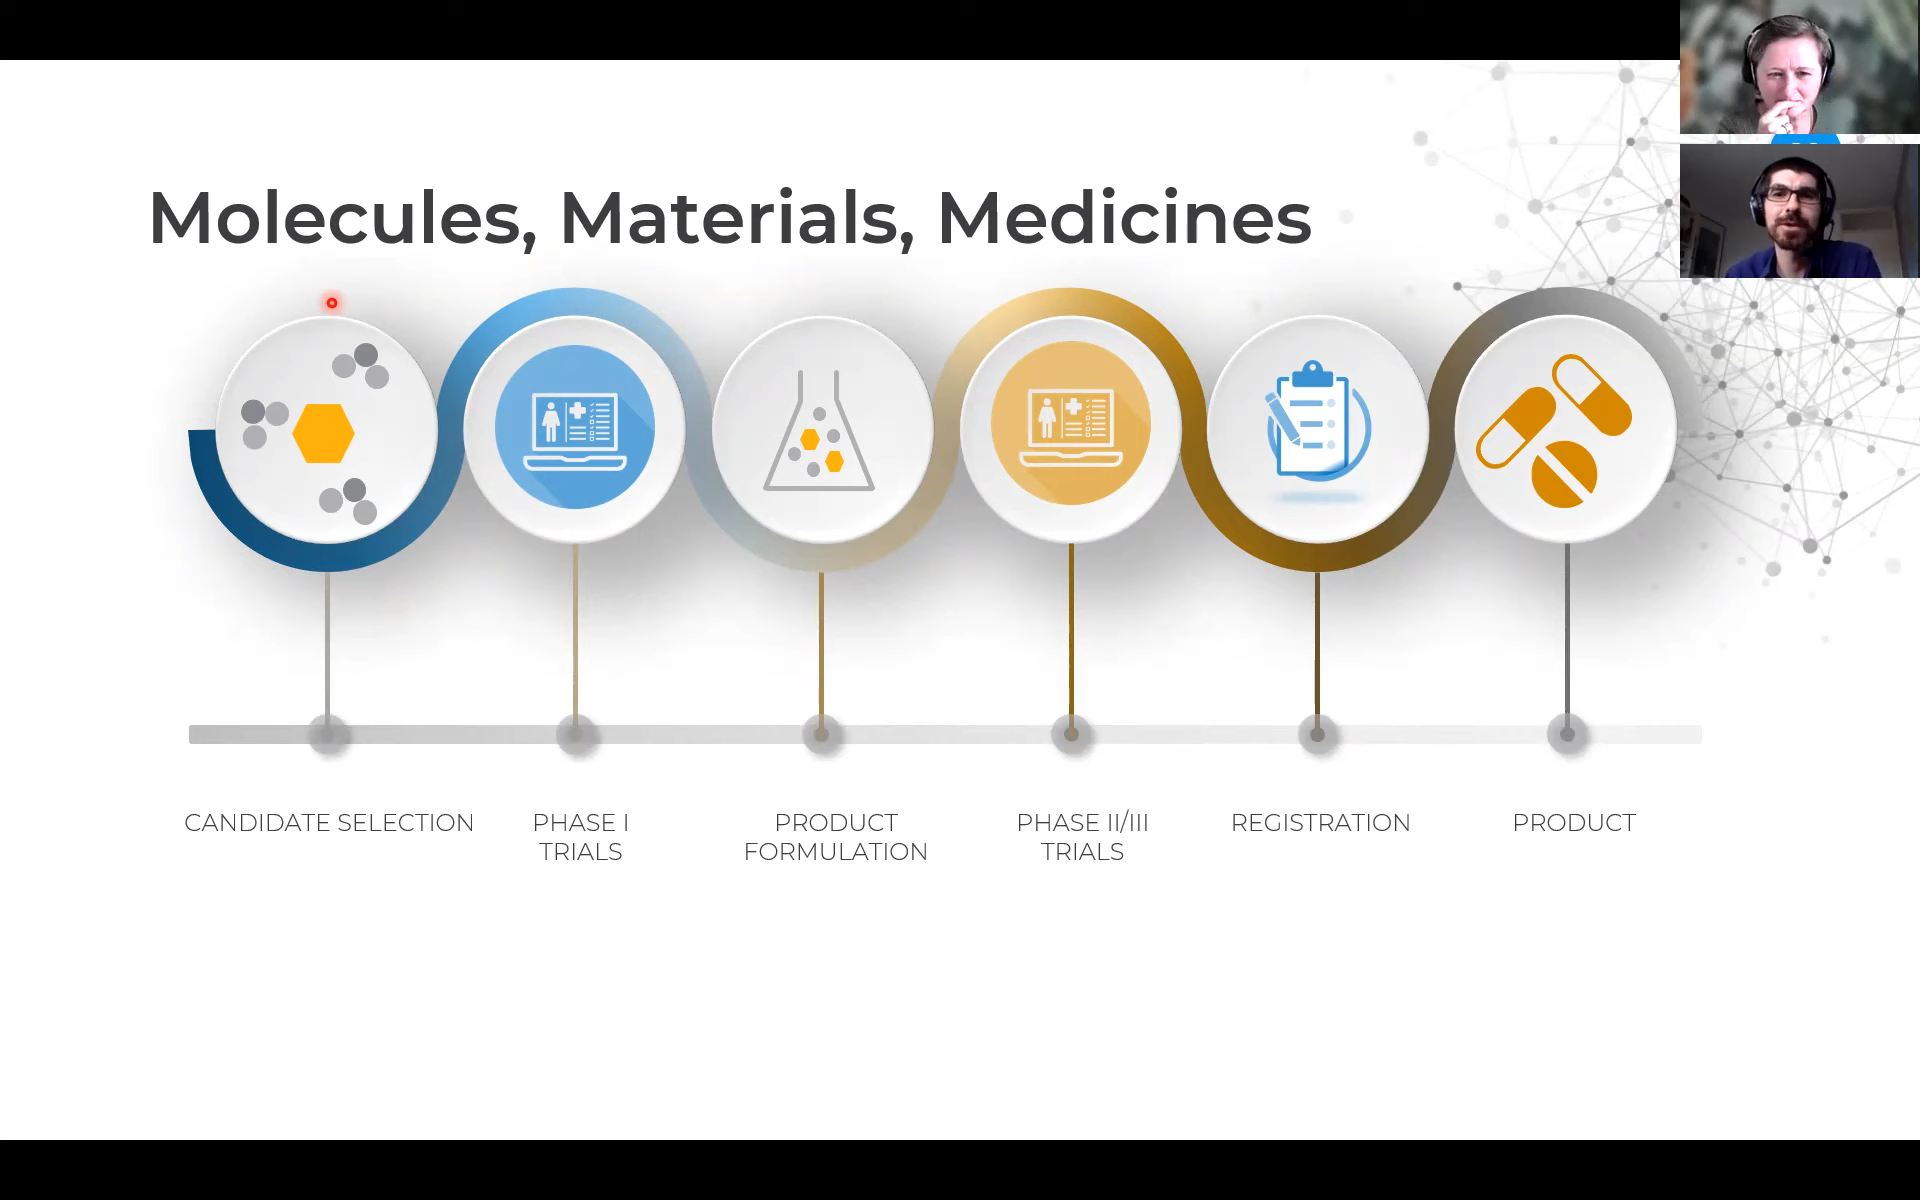 Molecules, Materials, Medicines
CANDIDATE SELECTION
PHASE I
TRIALS
PRODUCT
FORMULATION
PHASE II/III
TRIALS
REGISTRATION
PRODUCT